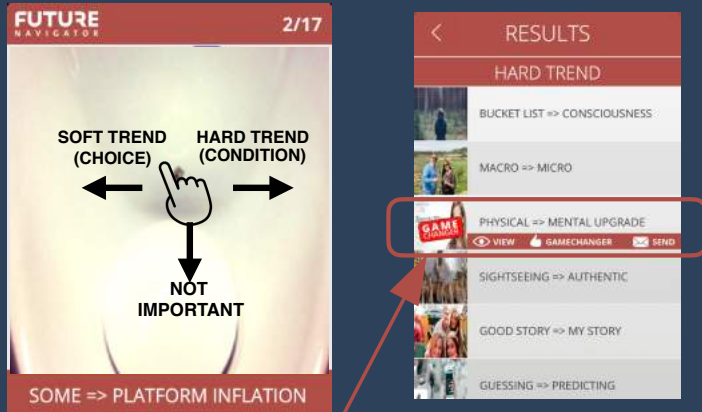 FUTURE
NAVIGATOR
2/17
SOFT TREND
(CHOICE)
HARD TREND
(CONDITION)
NOT
IMPORTANT
SOME => PLATFORM INFLATION
RESULTS
HARD TREND
BUCKET LIST => CONSCIOUSNESS
MACRO => MICRO
GAME
CHANGER
PHYSICAL => MENTAL UPGRADE
VIEW GAMECHANGER SEND
SIGHTSEEING => AUTHENTIC
GOOD STORY => MY STORY
GUESSING => PREDICTING